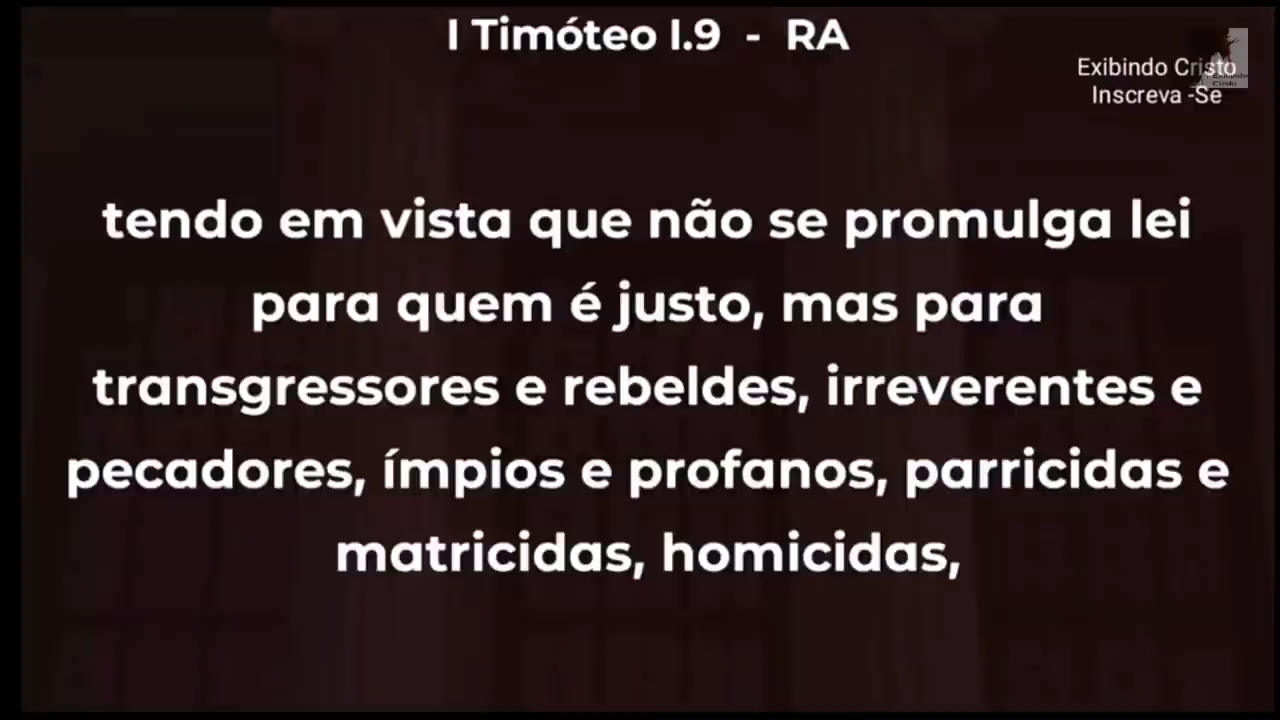 I Timóteo I.9 - RA
Exibindo Cristo
Inscreva -Se
tendo em vista que não se promulga lei
para quem é justo, mas para
transgressores e rebeldes, irreverentes e
pecadores, ímpios e profanos, parricidas e
matricidas, homicidas,